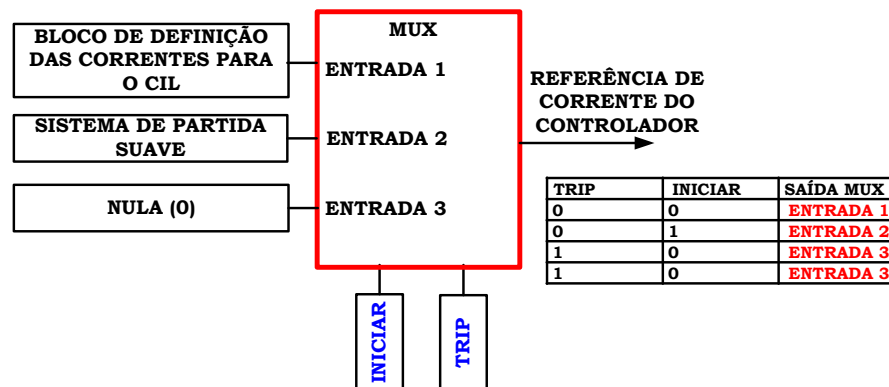 BLOCO DE DEFINIÇÃO
DAS CORRENTES PARA
O CIL
SISTEMA DE PARTIDA
SUAVE
NULA (0)
MUX
ENTRADA 1
ENTRADA 2
ENTRADA 3
INICIAR
TRIP
REFERÊNCIA DE
CORRENTE DO
CONTROLADOR
TRIP INICIAR SAÍDA MUX
0 0 ENTRADA 1
0 1 ENTRADA 2
1 0 ENTRADA 3
1 0 ENTRADA 3